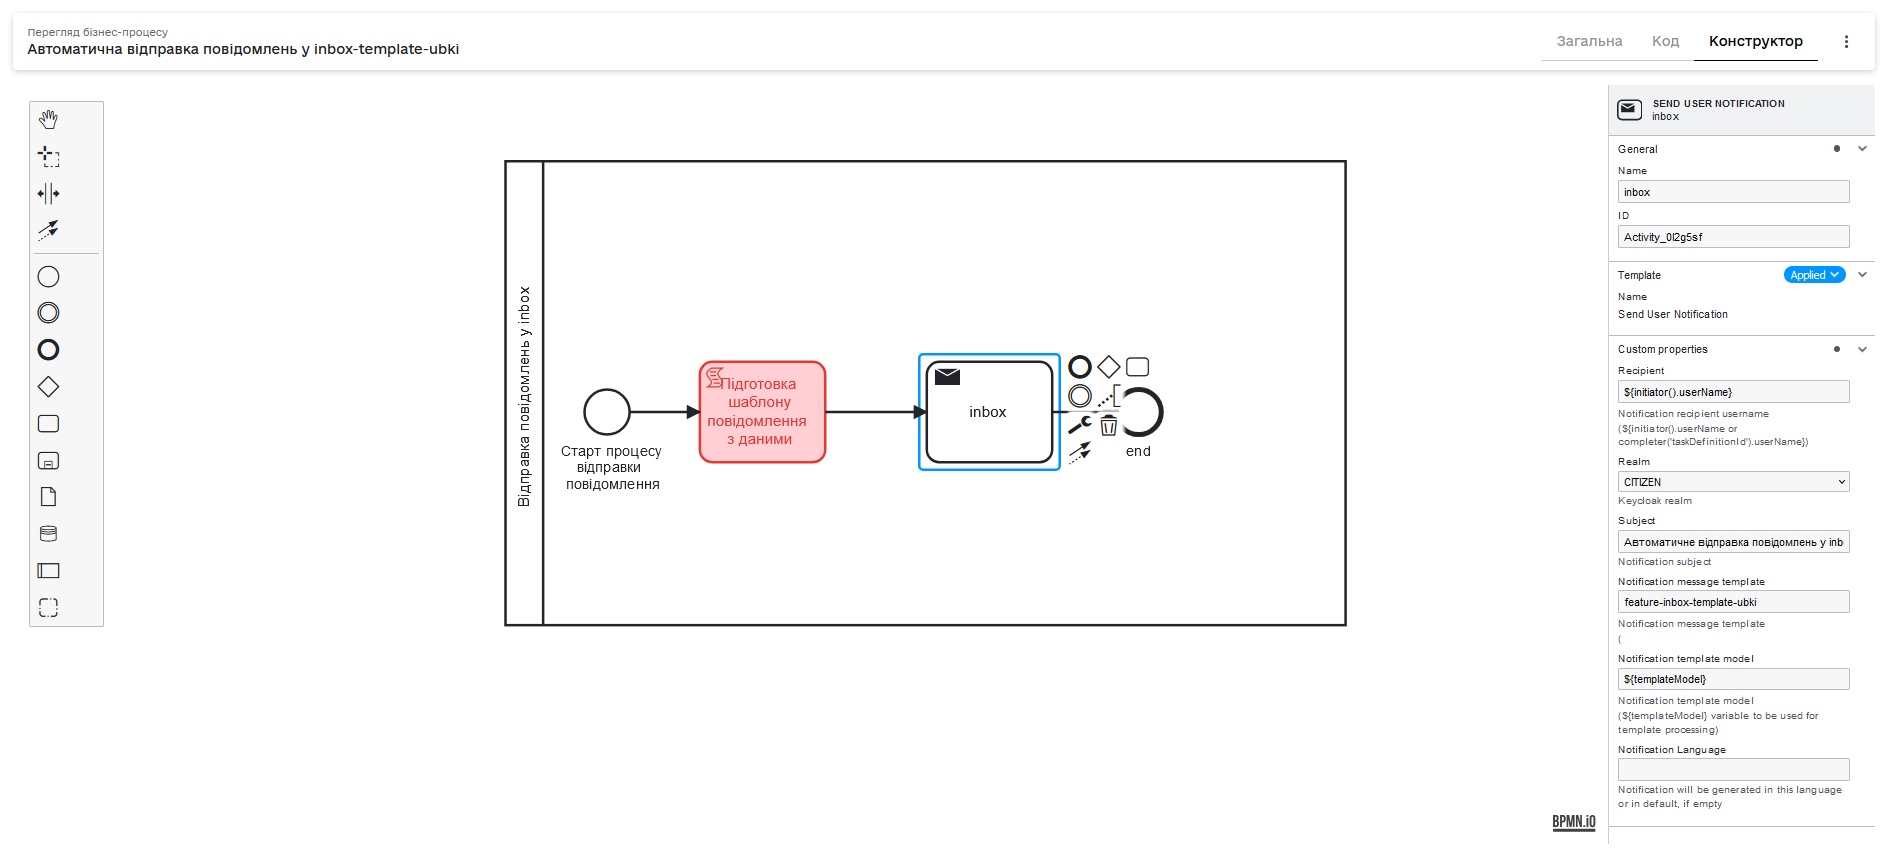 Перегляд бізнес-процесу
Автоматична відправка повідомлень у inbox-template-ubki
Загальна
Код
Конструктор
Відправка повідомлень у inbox
Старт процесу
відправки
повідомлення
Підготовка
шаблону
повідомлення
з даними
inbox
end
BPMN.iO
SEND USER NOTIFICATION
inbox
General
Name
inbox
ID
Activity_0l2g5sf
Template
Applied
Name
Send User Notification
Custom properties
Recipient
${initiator().userName}
Notification recipient username
(${initiator().userName or
completer('taskDefinitionId').userName})
Realm
CITIZEN
Keycloak realm
Subject
Автоматичне відправка повідомлень у inb
Notification subject
Notification message template
feature-inbox-template-ubki
Notification message template
(
Notification template model
${templateModel}
Notification template model
(${templateModel} variable to be used for
template processing)
Notification Language
Notification will be generated in this language
or in default, if empty